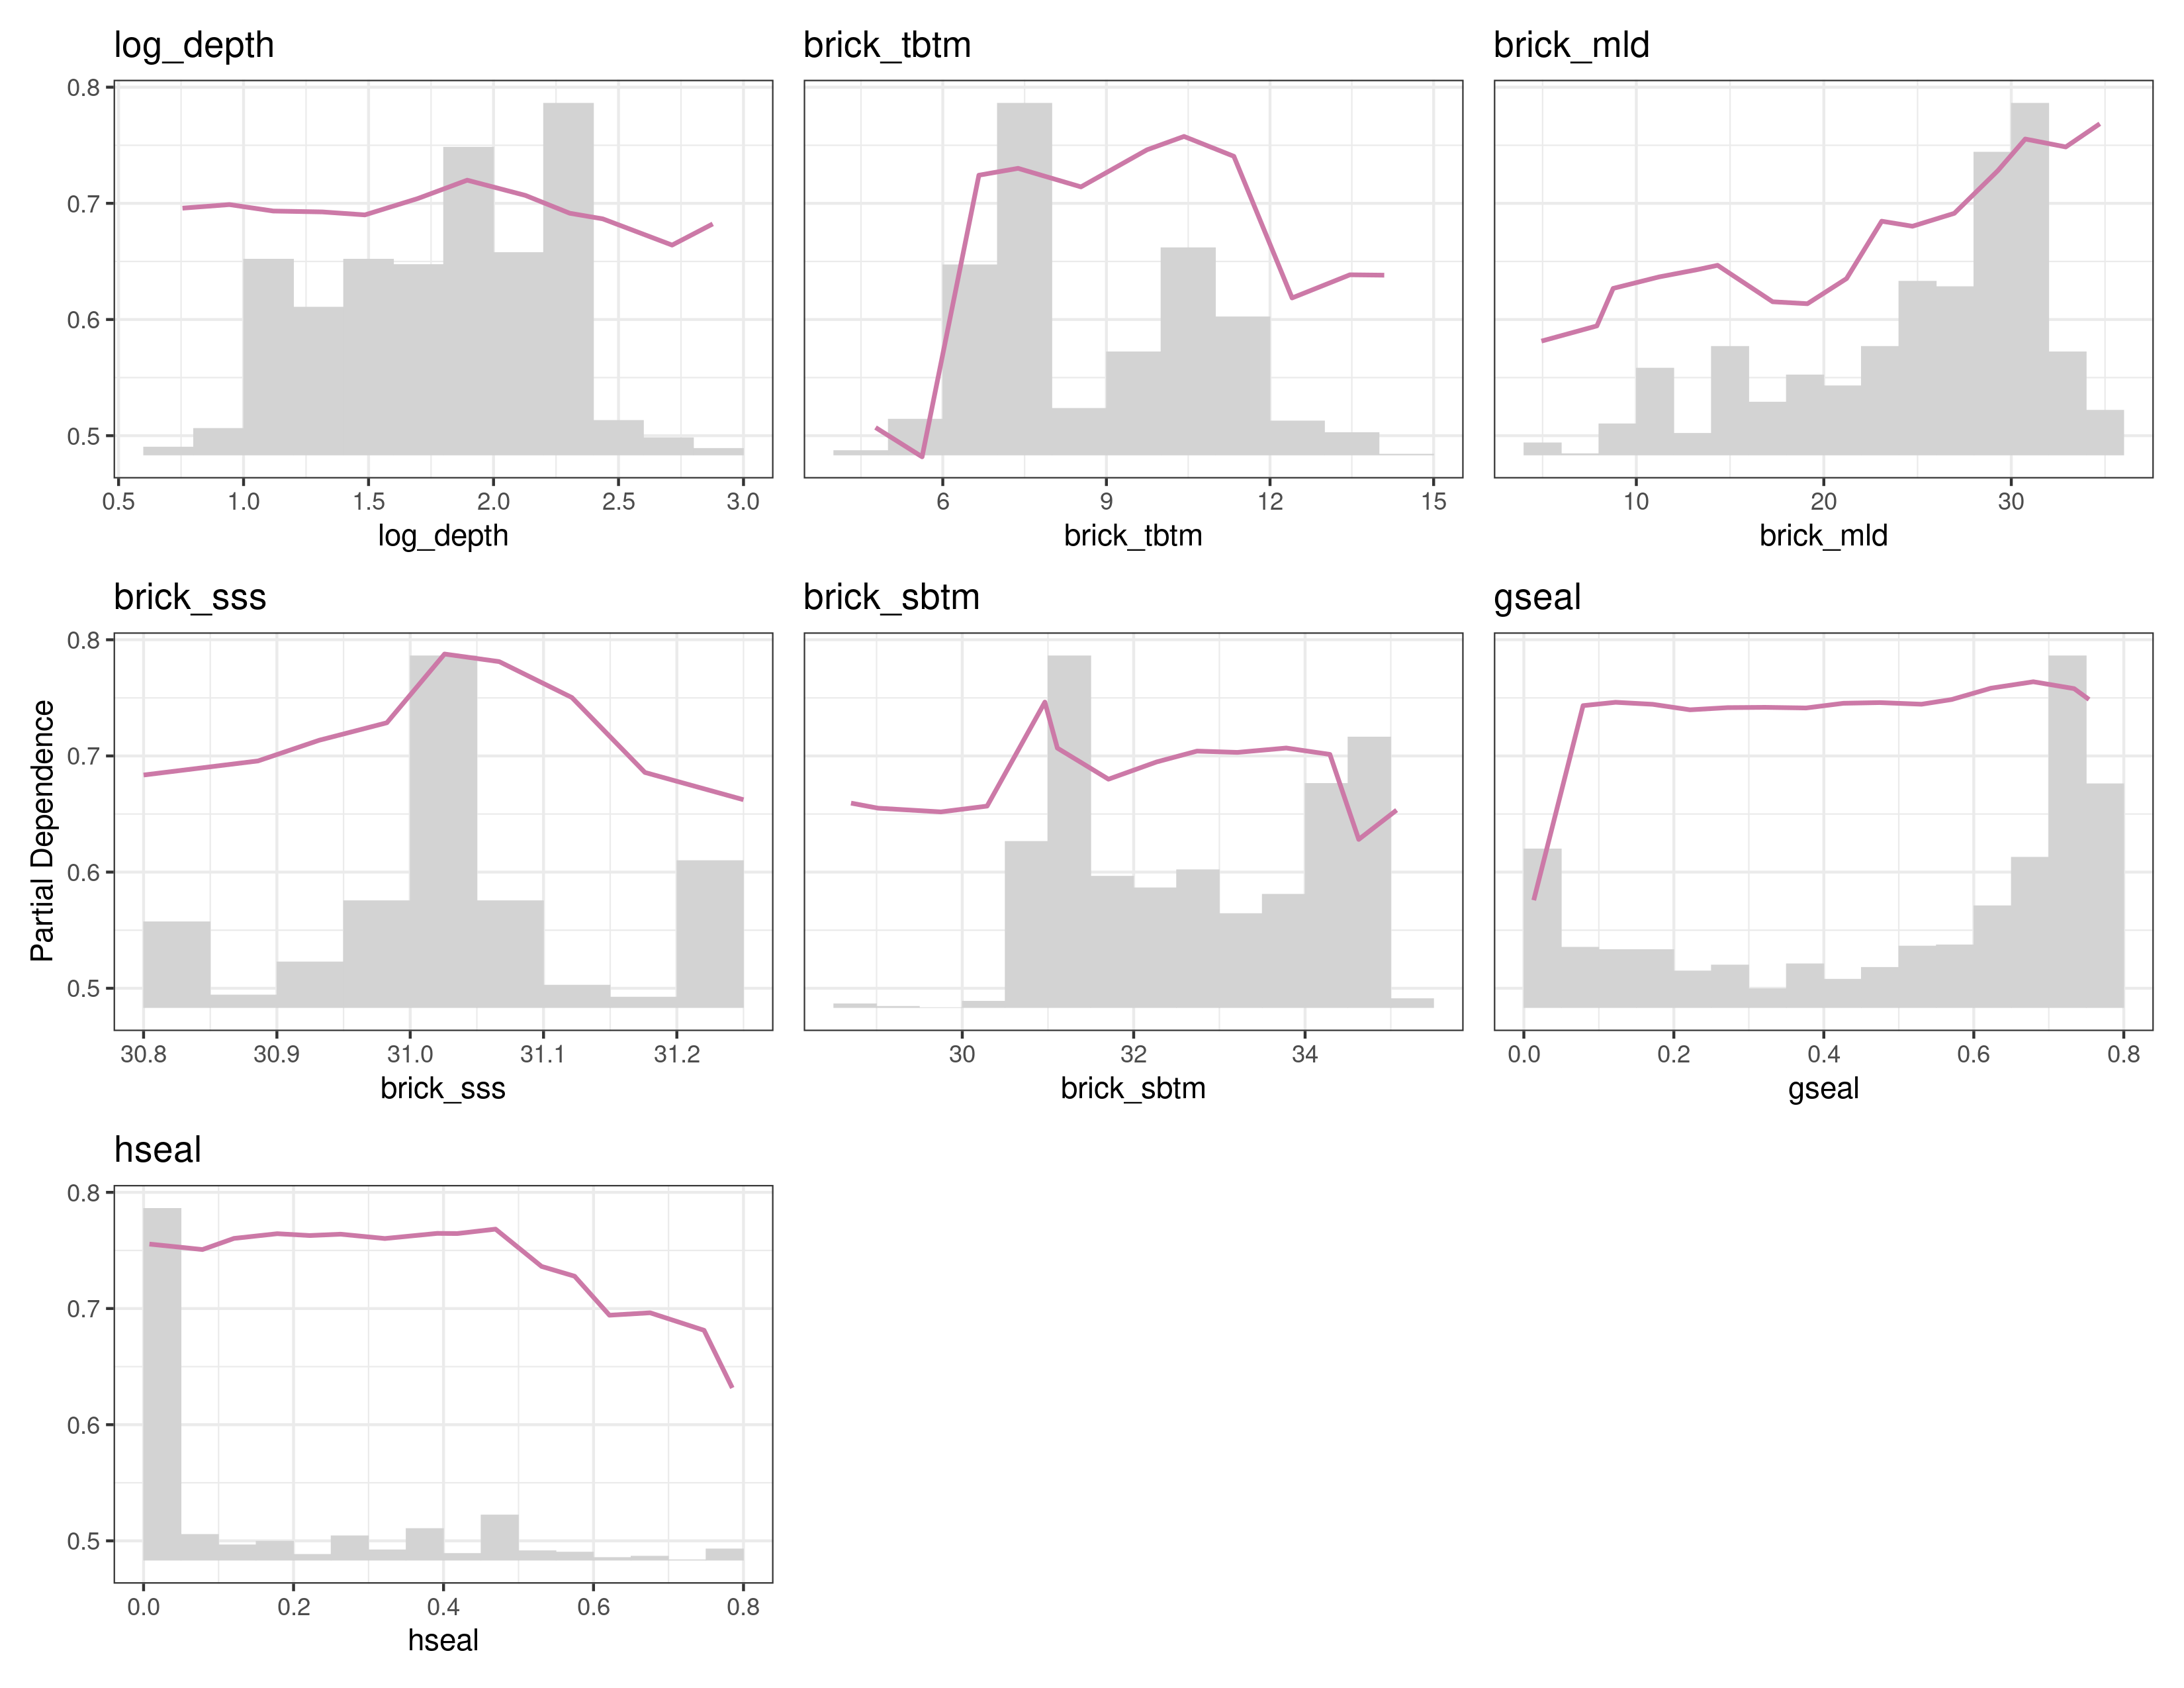 log_depth
brick_tbtm
brick_mld
0.8
0.7
0.6
0.5
0.5 1.0 1.5 2.0 2.5 3.0
6 9 12 15
10 20 30
log_depth
brick_tbtm
brick_mld
brick_sss
brick_sbtm
gseal
Partial Dependence
0.8
0.7
0.6
0.5
30.8 30.9 31.0 31.1 31.2
30 32 34
0.0 0.2 0.4 0.6 0.8
brick_sss
brick_sbtm
gseal
hseal
0.8
0.7
0.6
0.5
0.0 0.2 0.4 0.6 0.8
hseal